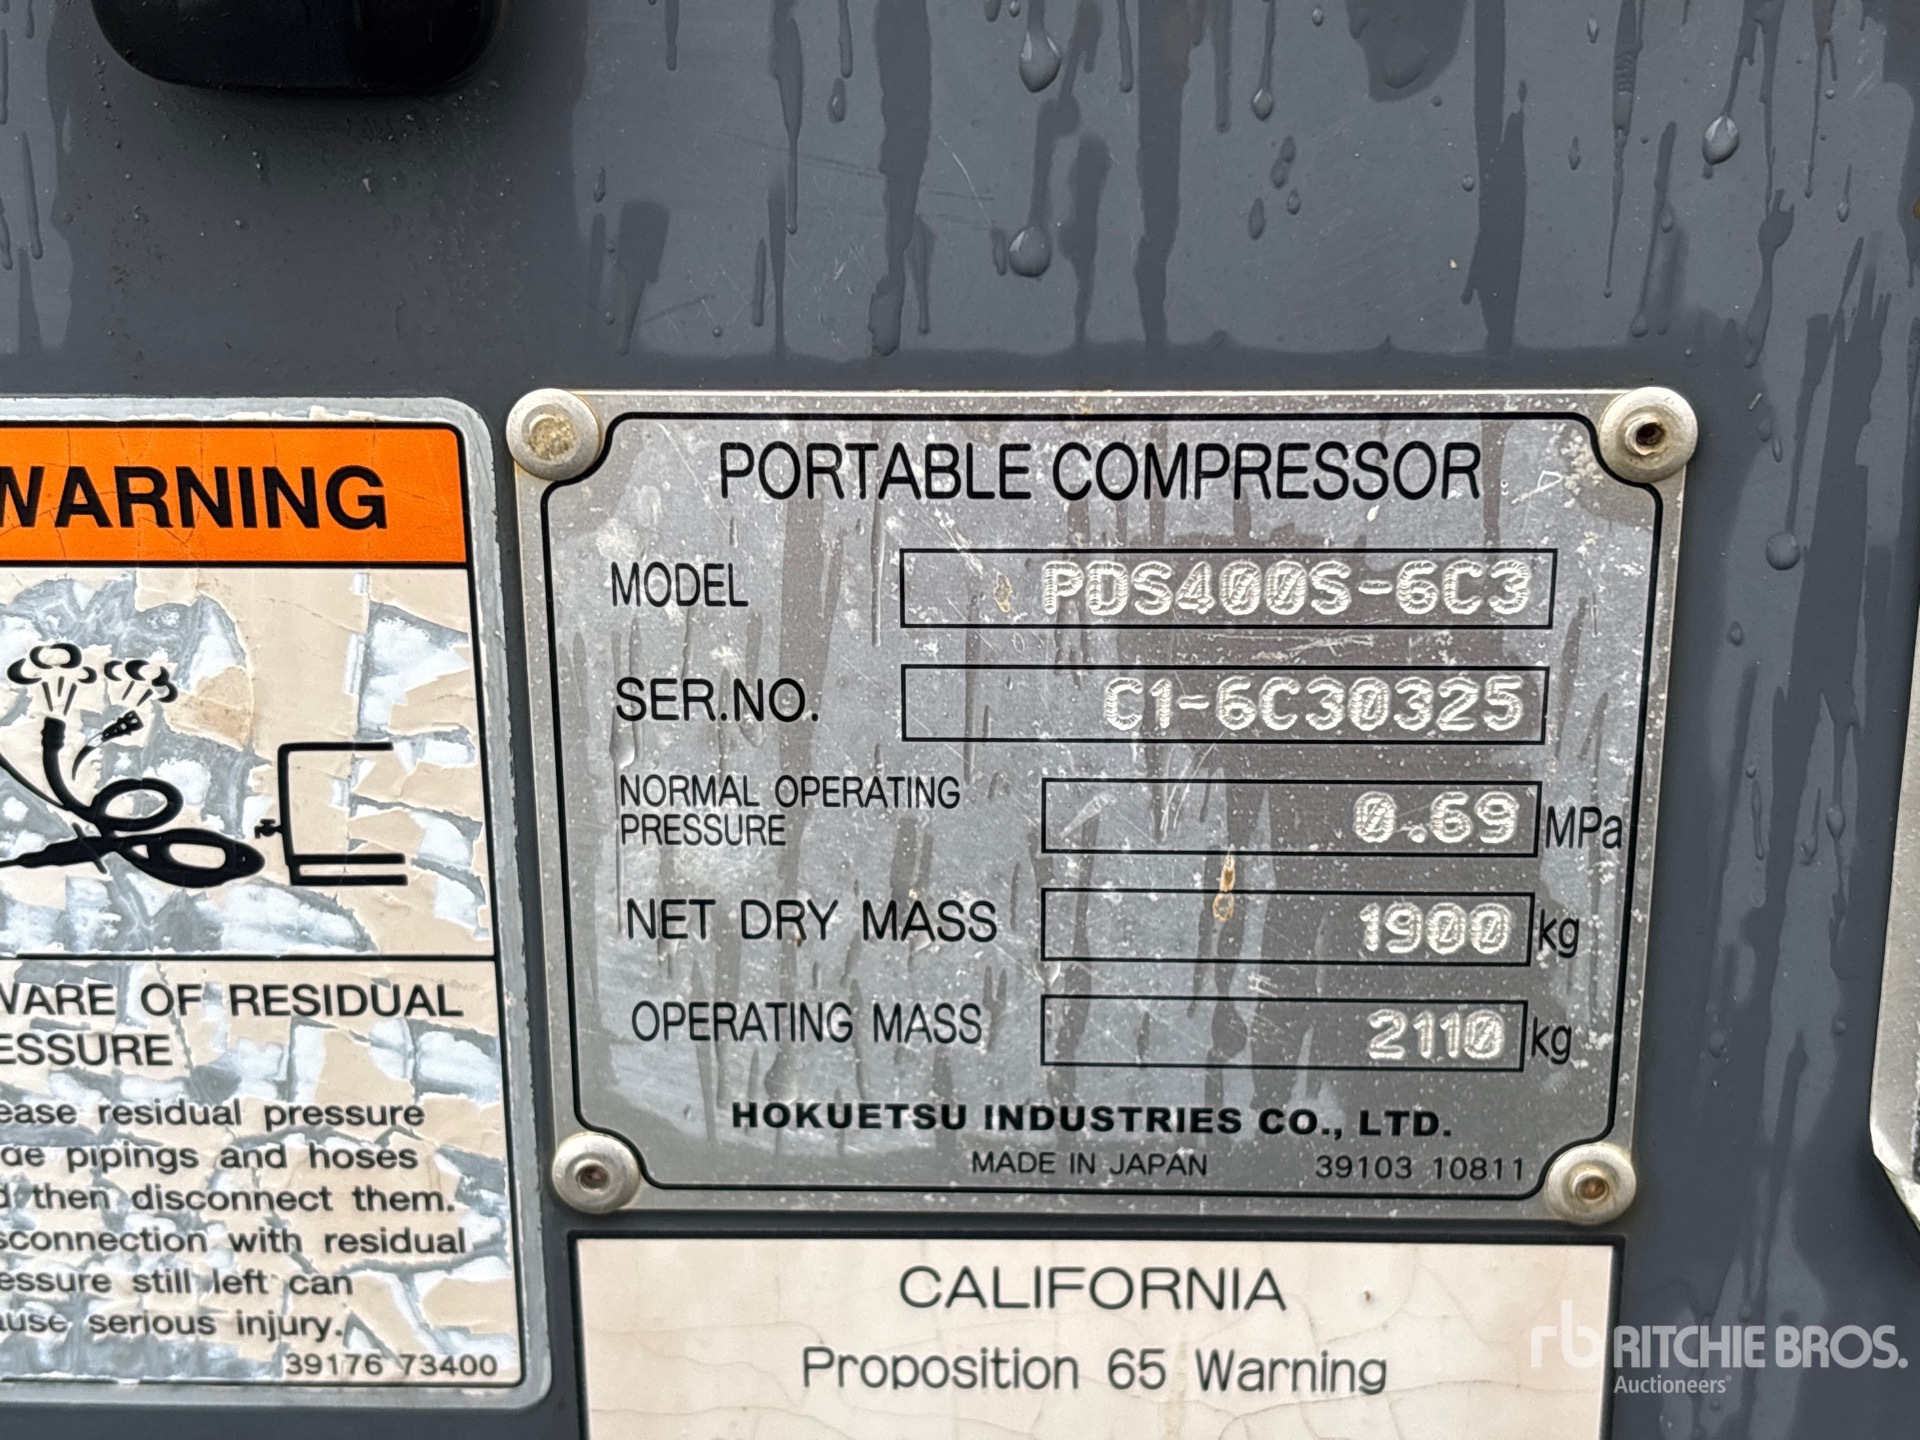 WARNING
WARE OF RESIDUAL
ESSURE
ease residual pressure
ide pipings and hoses
d then disconnect them.
sconnection with residual
essure still left can
ause serious injury.
39176 73400
PORTABLE COMPRESSOR
MODEL PDS400S-6C3
SER.NO. C1-6C30325
NORMAL OPERATING
PRESSURE 0.69 MPa
NET DRY MASS 1900 kg
OPERATING MASS 2110 kg
HOKUETSU INDUSTRIES CO., LTD.
MADE IN JAPAN 39103 10811
CALIFORNIA
Proposition 65 Warning
rb RITCHIE BROS.
Auctioneers